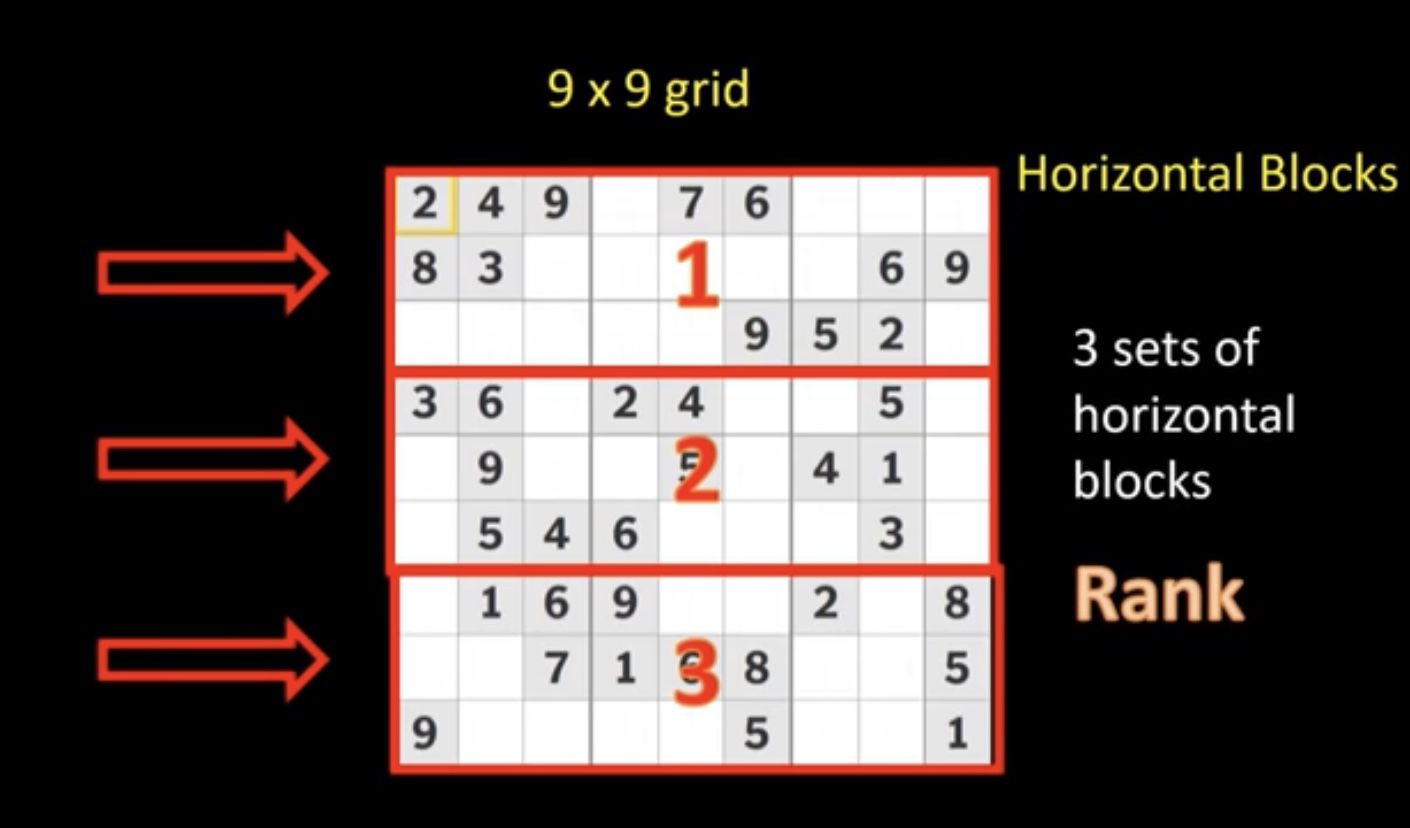 9 x 9 grid
Horizontal Blocks
2 4 9 7 6
8 3 1 6 9
9 5 2
3 6 2 4 5
9 5 2 4 1
5 4 6 3
1 6 9 2 8
7 1 6 3 8 5
9 5 1
3 sets of
horizontal
blocks
Rank